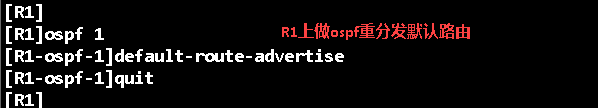 [R1]
[R1]ospf 1
R1上做ospf重分发默认路由
[R1-ospf-1]default-route-advertise
[R1-ospf-1]quit
[R1]